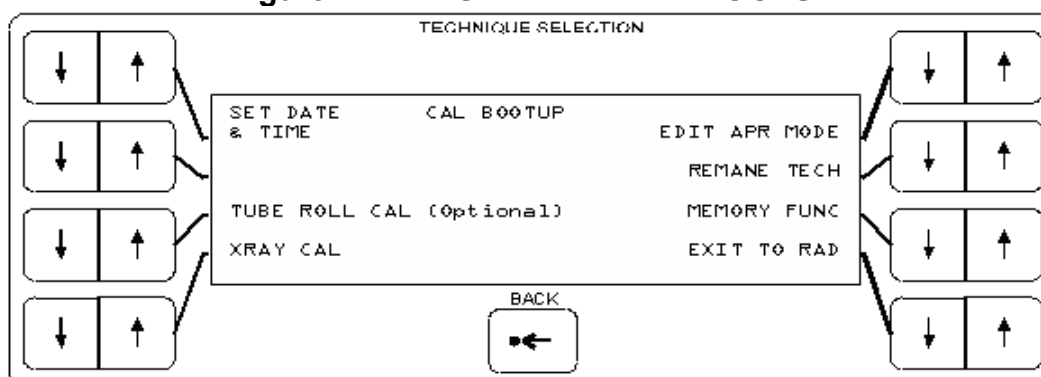 TECHNIQUE SELECTION
SET DATE CAL BOOTUP
& TIME EDIT APR MODE
REMANE TECH
TUBE ROLL CAL (Optional) MEMORY FUNC
XRAY CAL EXIT TO RAD
BACK